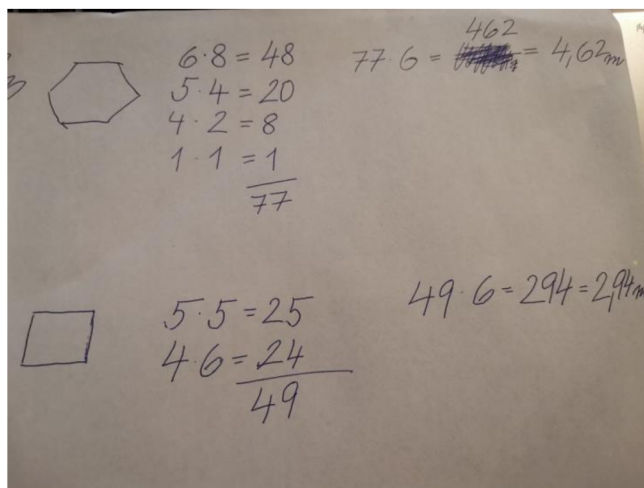 6·8 = 48
5·4 = 20
4·2 = 8
1·1 = 1
77
77·6 = 462 = 4,62m
5·5 = 25
4·6 = 24
49
49·6 = 294 = 2,94m